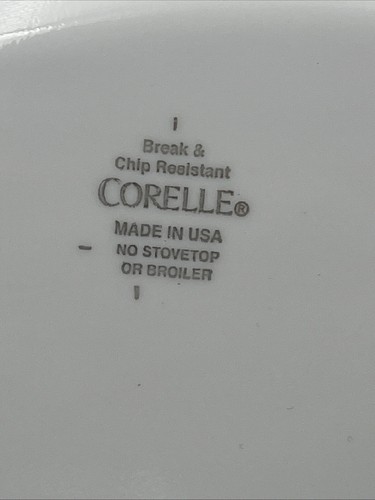 Break &
Chip Resistant
CORELLE®
MADE IN USA
NO STOVETOP
OR BROILER